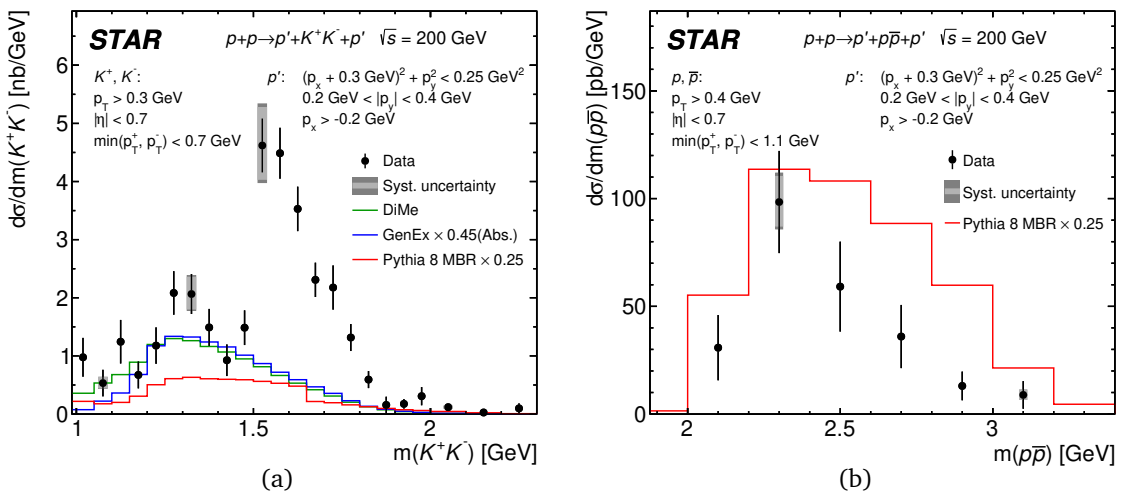 STAR p+p→p′+K⁺K⁻+p′ √s = 200 GeV
K⁺, K⁻:
p_T > 0.3 GeV
|η| < 0.7
min(p_T⁺, p_T⁻) < 0.7 GeV
p′: (p_x + 0.3 GeV)² + p_y² < 0.25 GeV²
0.2 GeV < |p_y| < 0.4 GeV
p_x > -0.2 GeV
Data
Syst. uncertainty
DiMe
GenEx × 0.45(Abs.)
Pythia 8 MBR × 0.25
dσ/dm(K⁺K⁻) [nb/GeV]
6
5
4
3
2
1
0
1 1.5 2
m(K⁺K⁻) [GeV]
(a)
STAR p+p→p′+pp̅+p′ √s = 200 GeV
p, p̅:
p_T > 0.4 GeV
|η| < 0.7
min(p_T⁺, p_T⁻) < 1.1 GeV
p′: (p_x + 0.3 GeV)² + p_y² < 0.25 GeV²
0.2 GeV < |p_y| < 0.4 GeV
p_x > -0.2 GeV
Data
Syst. uncertainty
Pythia 8 MBR × 0.25
dσ/dm(pp̅) [pb/GeV]
150
100
50
0
2 2.5 3
m(pp̅) [GeV]
(b)